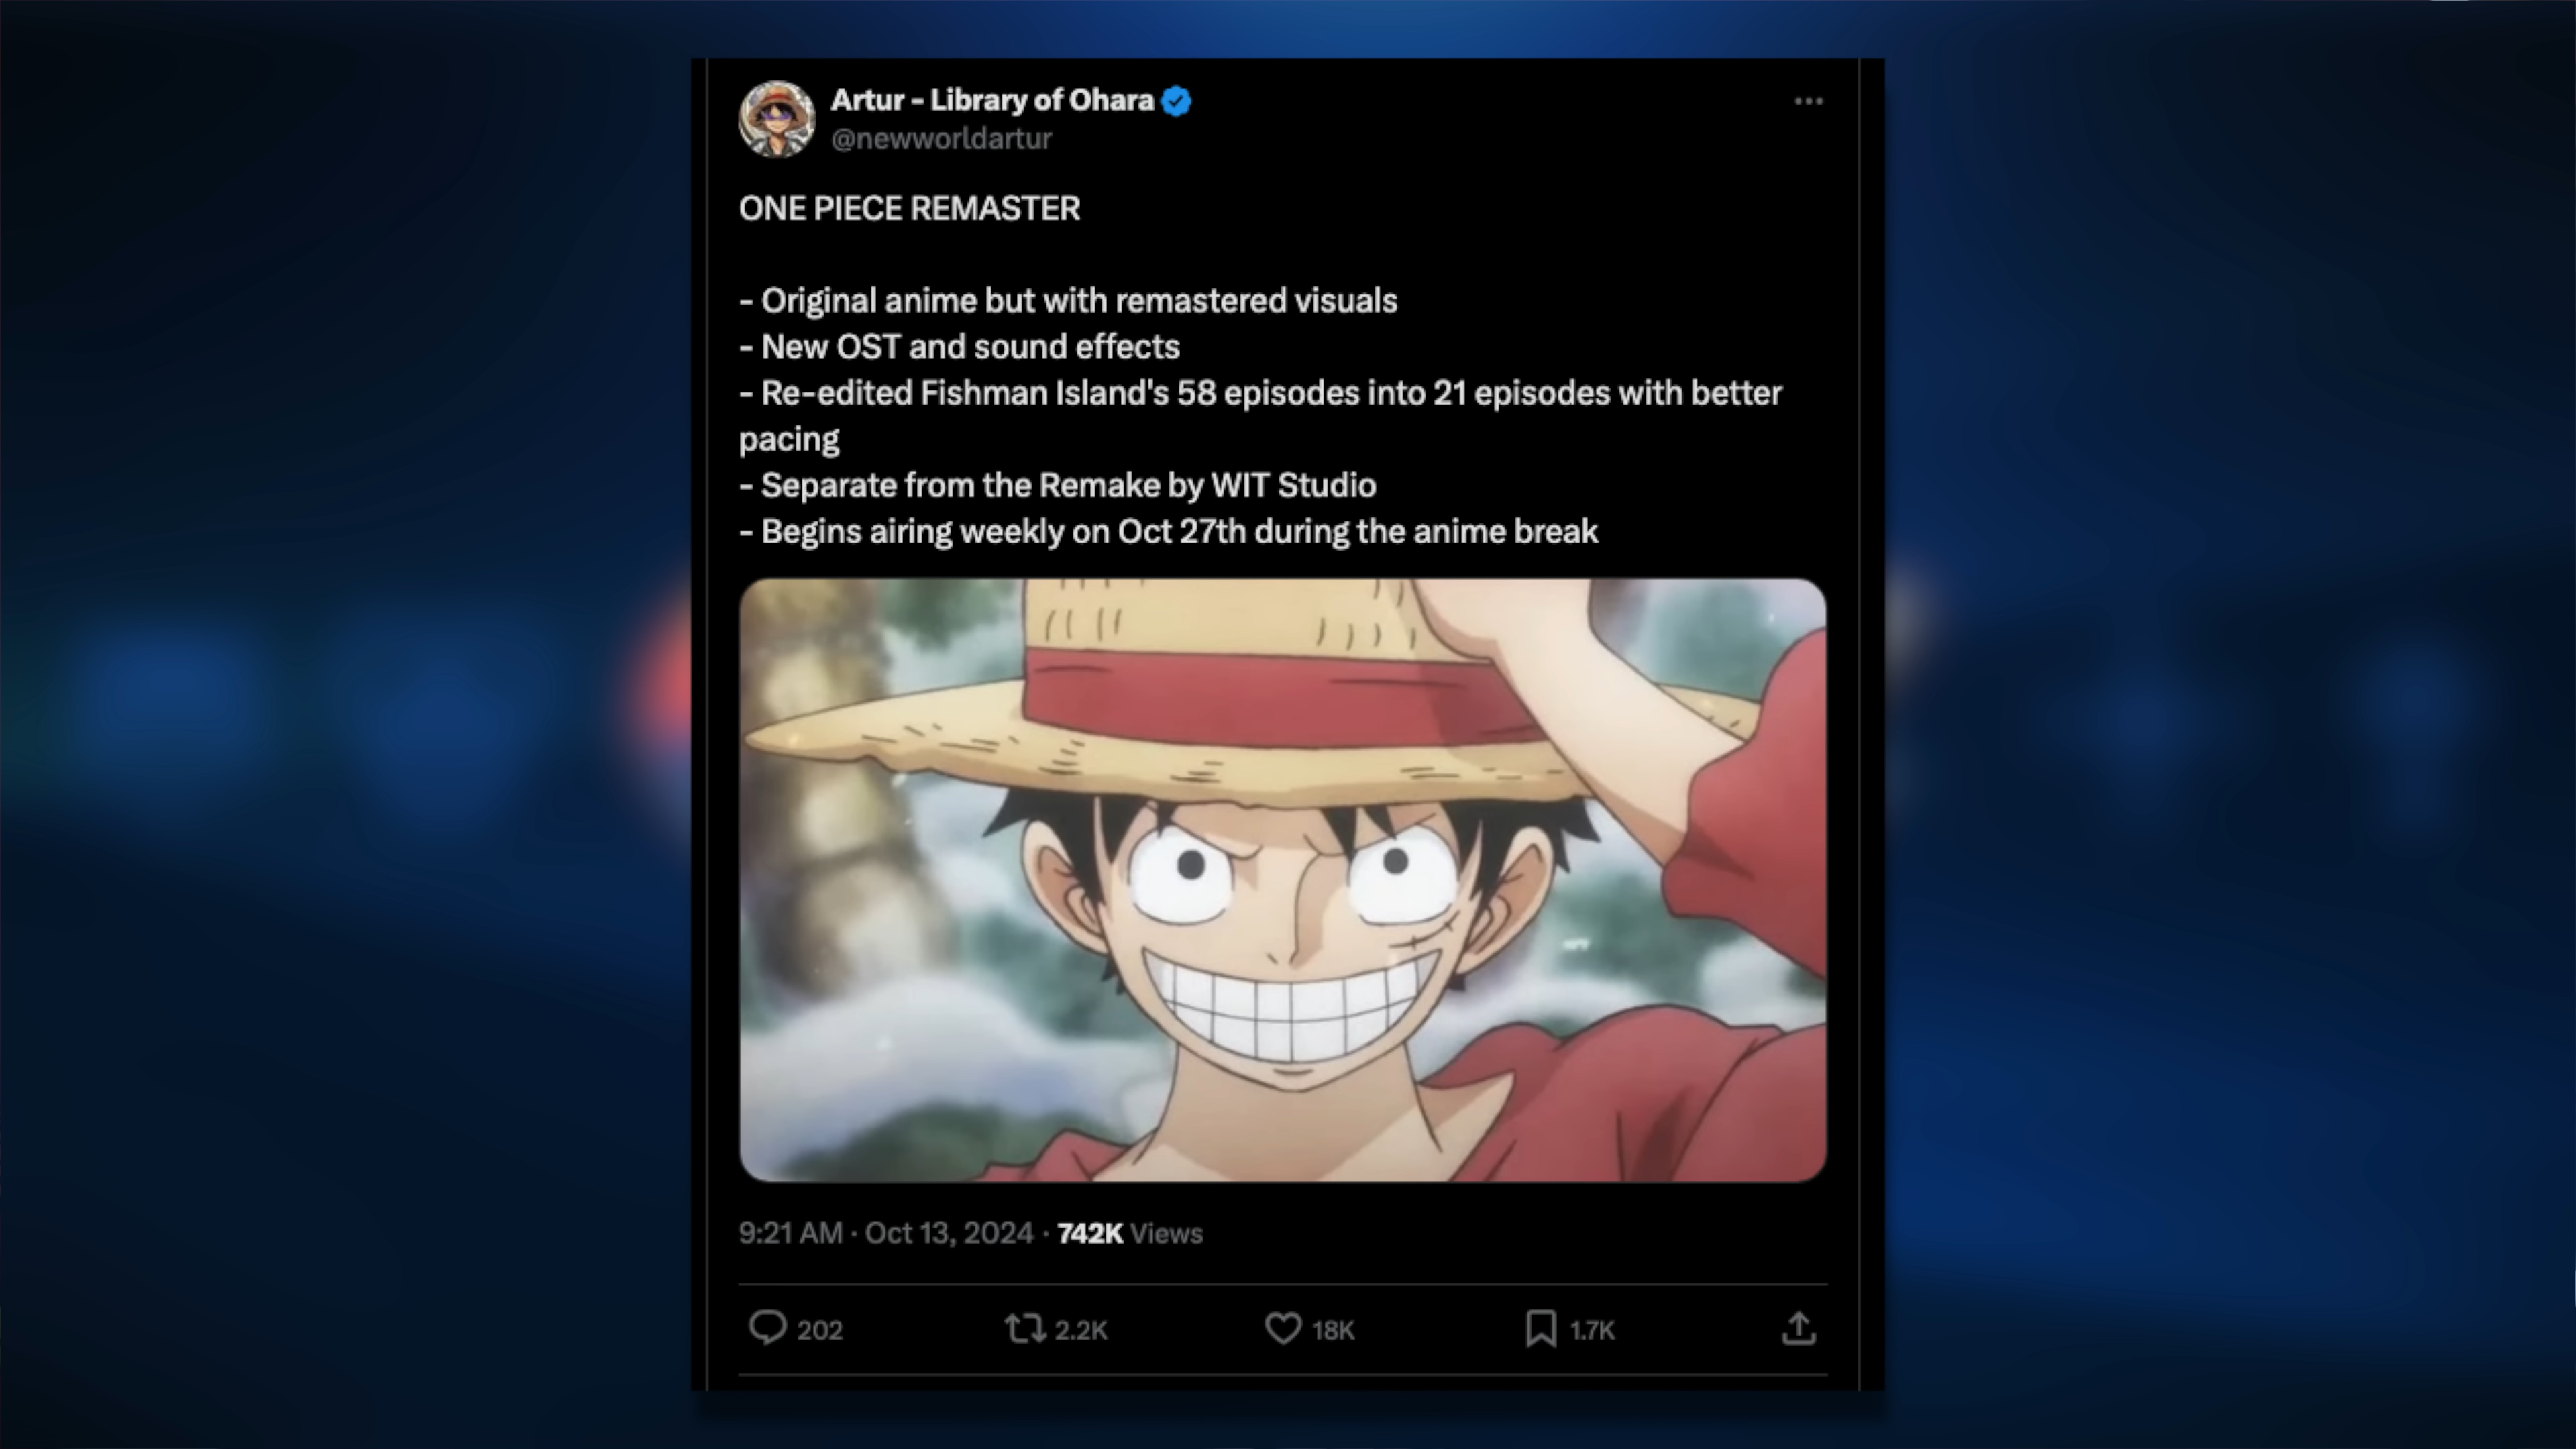 Artur - Library of Ohara
@newworldartur
ONE PIECE REMASTER
- Original anime but with remastered visuals
- New OST and sound effects
- Re-edited Fishman Island's 58 episodes into 21 episodes with better
pacing
- Separate from the Remake by WIT Studio
- Begins airing weekly on Oct 27th during the anime break
9:21 AM · Oct 13, 2024 · 742K Views
202 2.2K 18K 1.7K